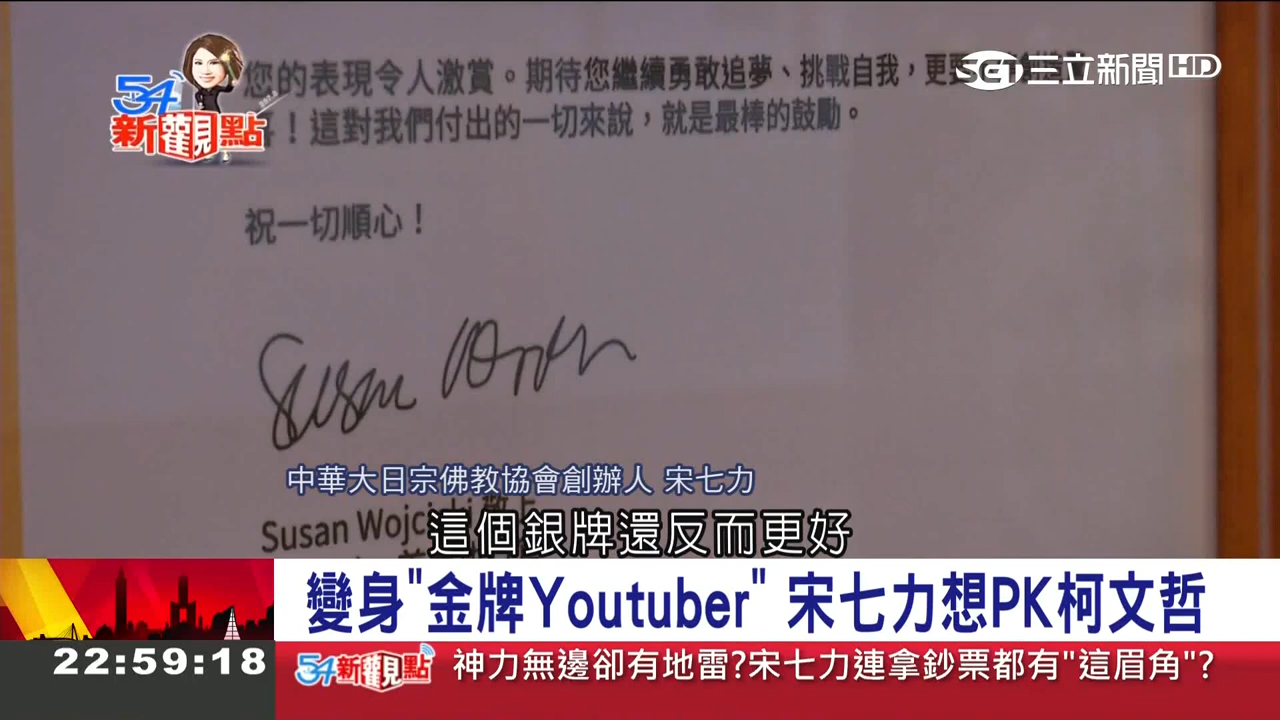 54新觀點
SET三立新聞HD
您的表現令人激賞。期待您繼續勇敢追夢、挑戰自我，更
！這對我們付出的一切來說，就是最棒的鼓勵。
祝一切順心！
Susan
中華大日宗佛教協會創辦人 宋七力
Susan
這個銀牌還反而更好
變身"金牌Youtuber" 宋七力想PK柯文哲
22:59:18
54新觀點
神力無邊卻有地雷?宋七力連拿鈔票都有"這眉角"?